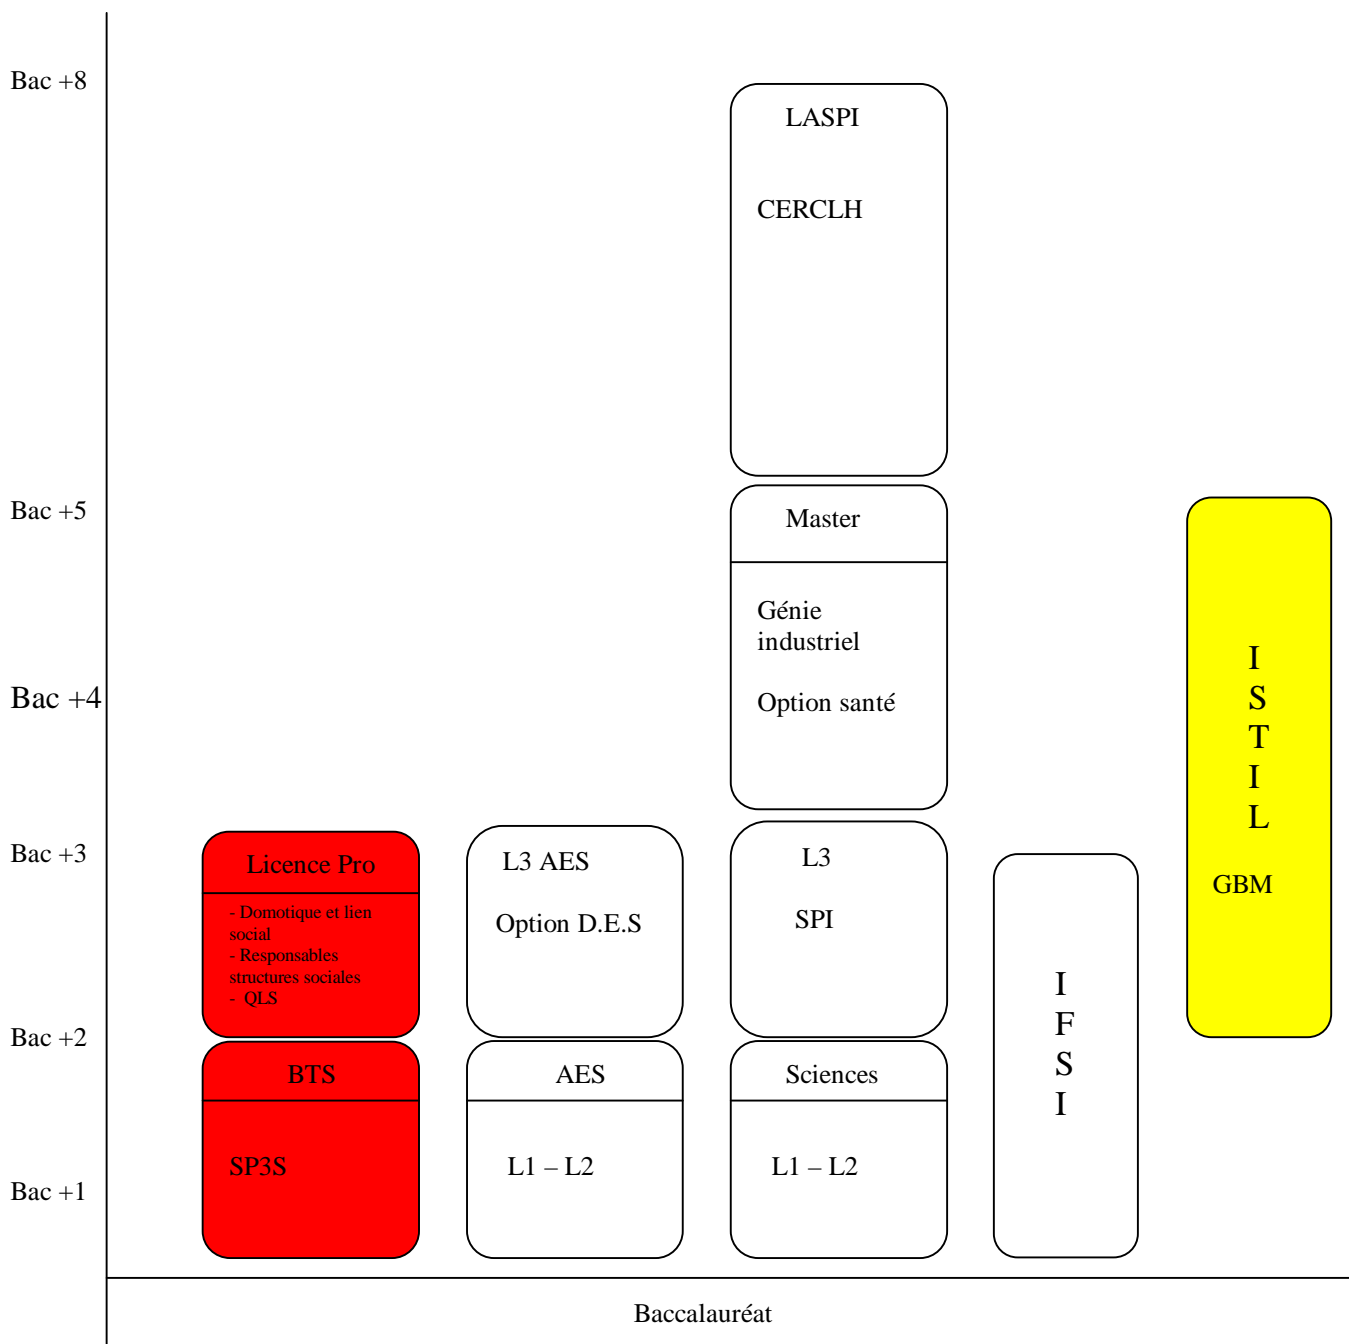 Bac +8
LASPI
CERCLH
Bac +5
Master
Génie
industriel
Option santé
Bac +4
I
S
T
I
L
GBM
Bac +3
Licence Pro
- Domotique et lien
social
- Responsables
structures sociales
- QLS
L3 AES
Option D.E.S
L3
SPI
I
F
S
I
Bac +2
BTS
SP3S
AES
L1 – L2
Sciences
L1 – L2
Bac +1
Baccalauréat